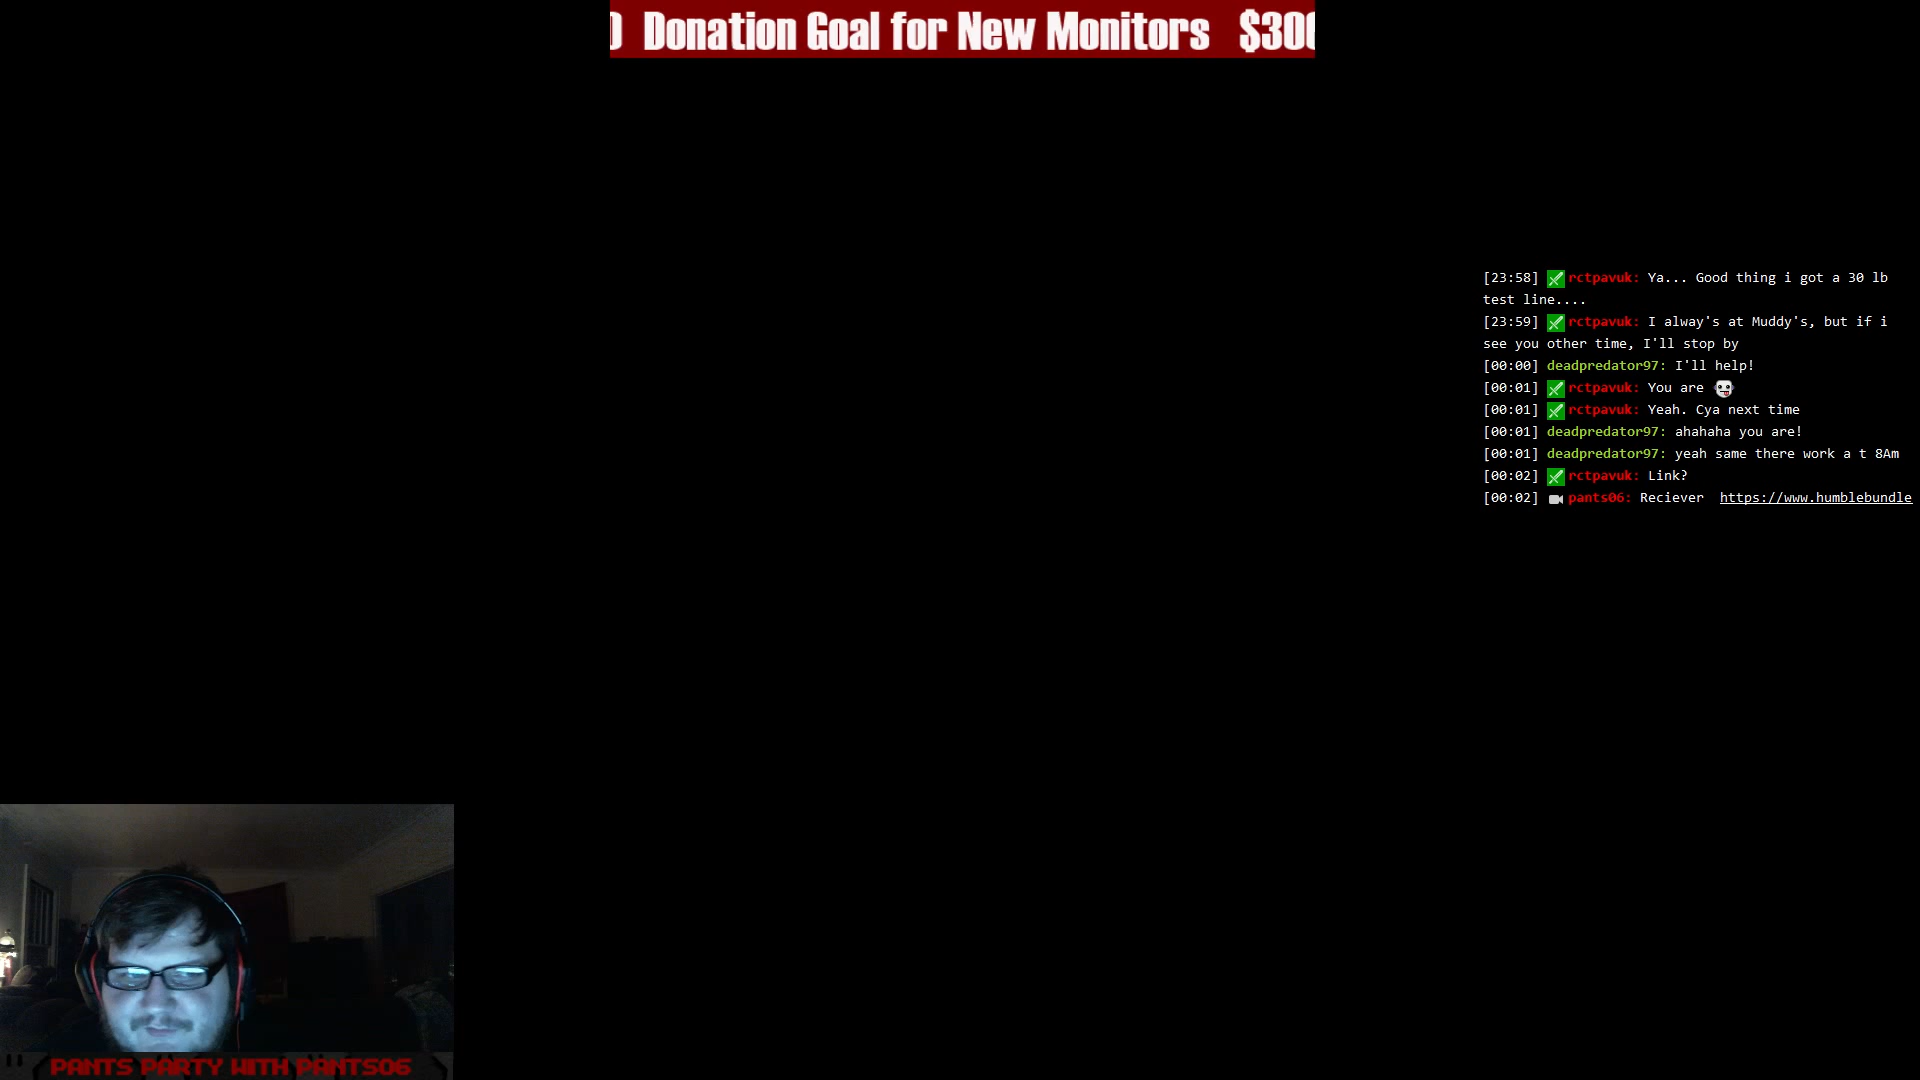 Donation Goal for New Monitors $300
[23:58] rctpavuk: Ya... Good thing i got a 30 lb
test line....
[23:59] rctpavuk: I alway's at Muddy's, but if i
see you other time, I'll stop by
[00:00] deadpredator97: I'll help!
[00:01] rctpavuk: You are
[00:01] rctpavuk: Yeah. Cya next time
[00:01] deadpredator97: ahahaha you are!
[00:01] deadpredator97: yeah same there work a t 8Am
[00:02] rctpavuk: Link?
[00:02] pants06: Reciever https://www.humblebundle
PANTS PARTY WITH PANTS06